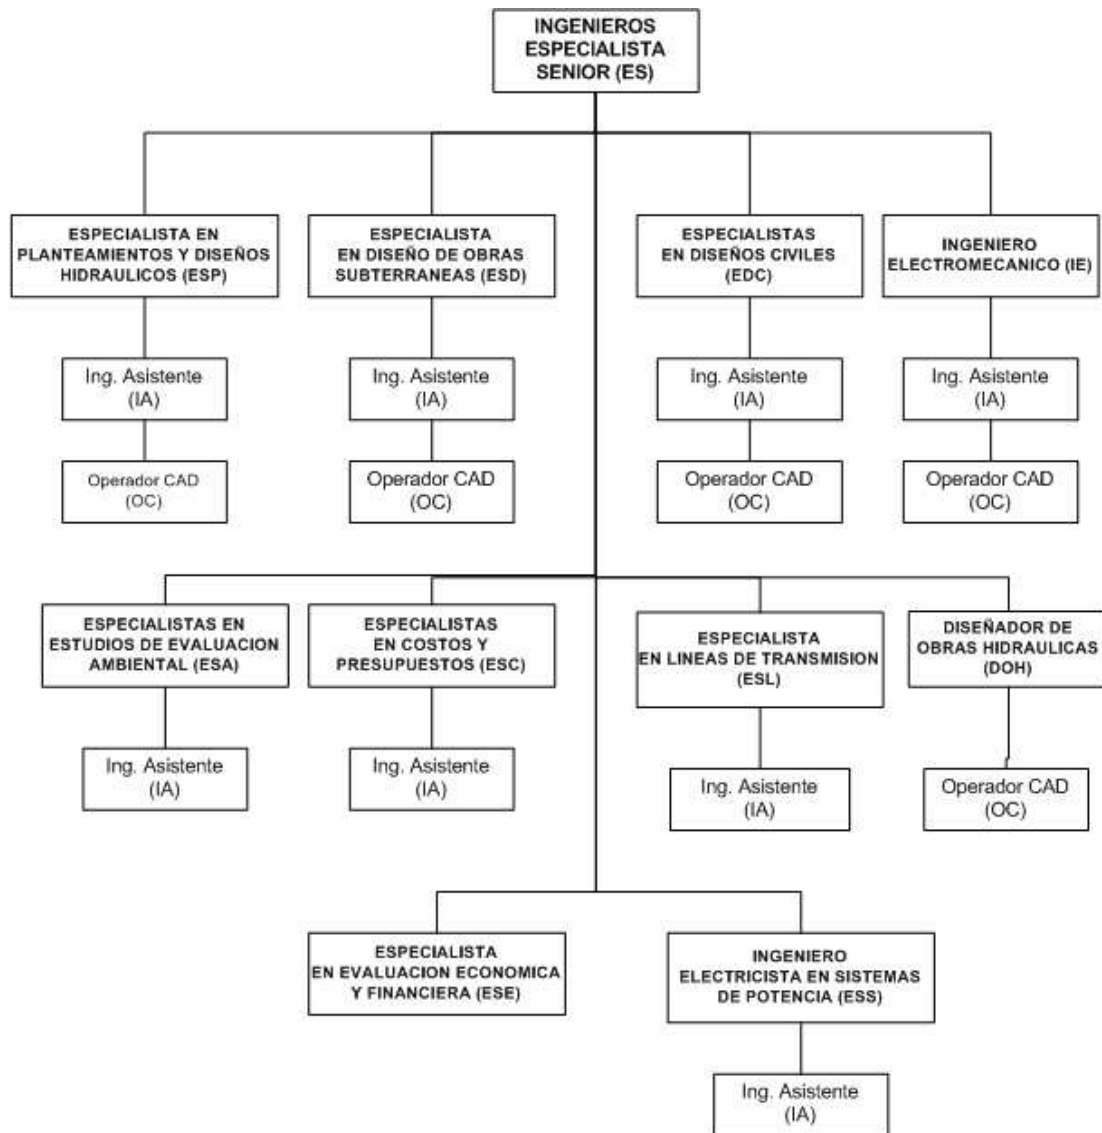 INGENIEROS
ESPECIALISTA
SENIOR (ES)
ESPECIALISTA EN
PLANTEAMIENTOS Y DISEÑOS
HIDRAULICOS (ESP)
ESPECIALISTA
EN DISEÑO DE OBRAS
SUBTERRANEAS (ESD)
ESPECIALISTAS
EN DISEÑOS CIVILES
(EDC)
INGENIERO
ELECTROMECANICO (IE)
Ing. Asistente
(IA)
Ing. Asistente
(IA)
Ing. Asistente
(IA)
Ing. Asistente
(IA)
Operador CAD
(OC)
Operador CAD
(OC)
Operador CAD
(OC)
Operador CAD
(OC)
ESPECIALISTAS EN
ESTUDIOS DE EVALUACION
AMBIENTAL (ESA)
ESPECIALISTAS
EN COSTOS Y
PRESUPUESTOS (ESC)
ESPECIALISTA
EN LINEAS DE TRANSMISION
(ESL)
DISEÑADOR DE
OBRAS HIDRAULICAS
(DOH)
Ing. Asistente
(IA)
Ing. Asistente
(IA)
Ing. Asistente
(IA)
Operador CAD
(OC)
ESPECIALISTA
EN EVALUACION ECONOMICA
Y FINANCIERA (ESE)
INGENIERO
ELECTRICISTA EN SISTEMAS
DE POTENCIA (ESS)
Ing. Asistente
(IA)